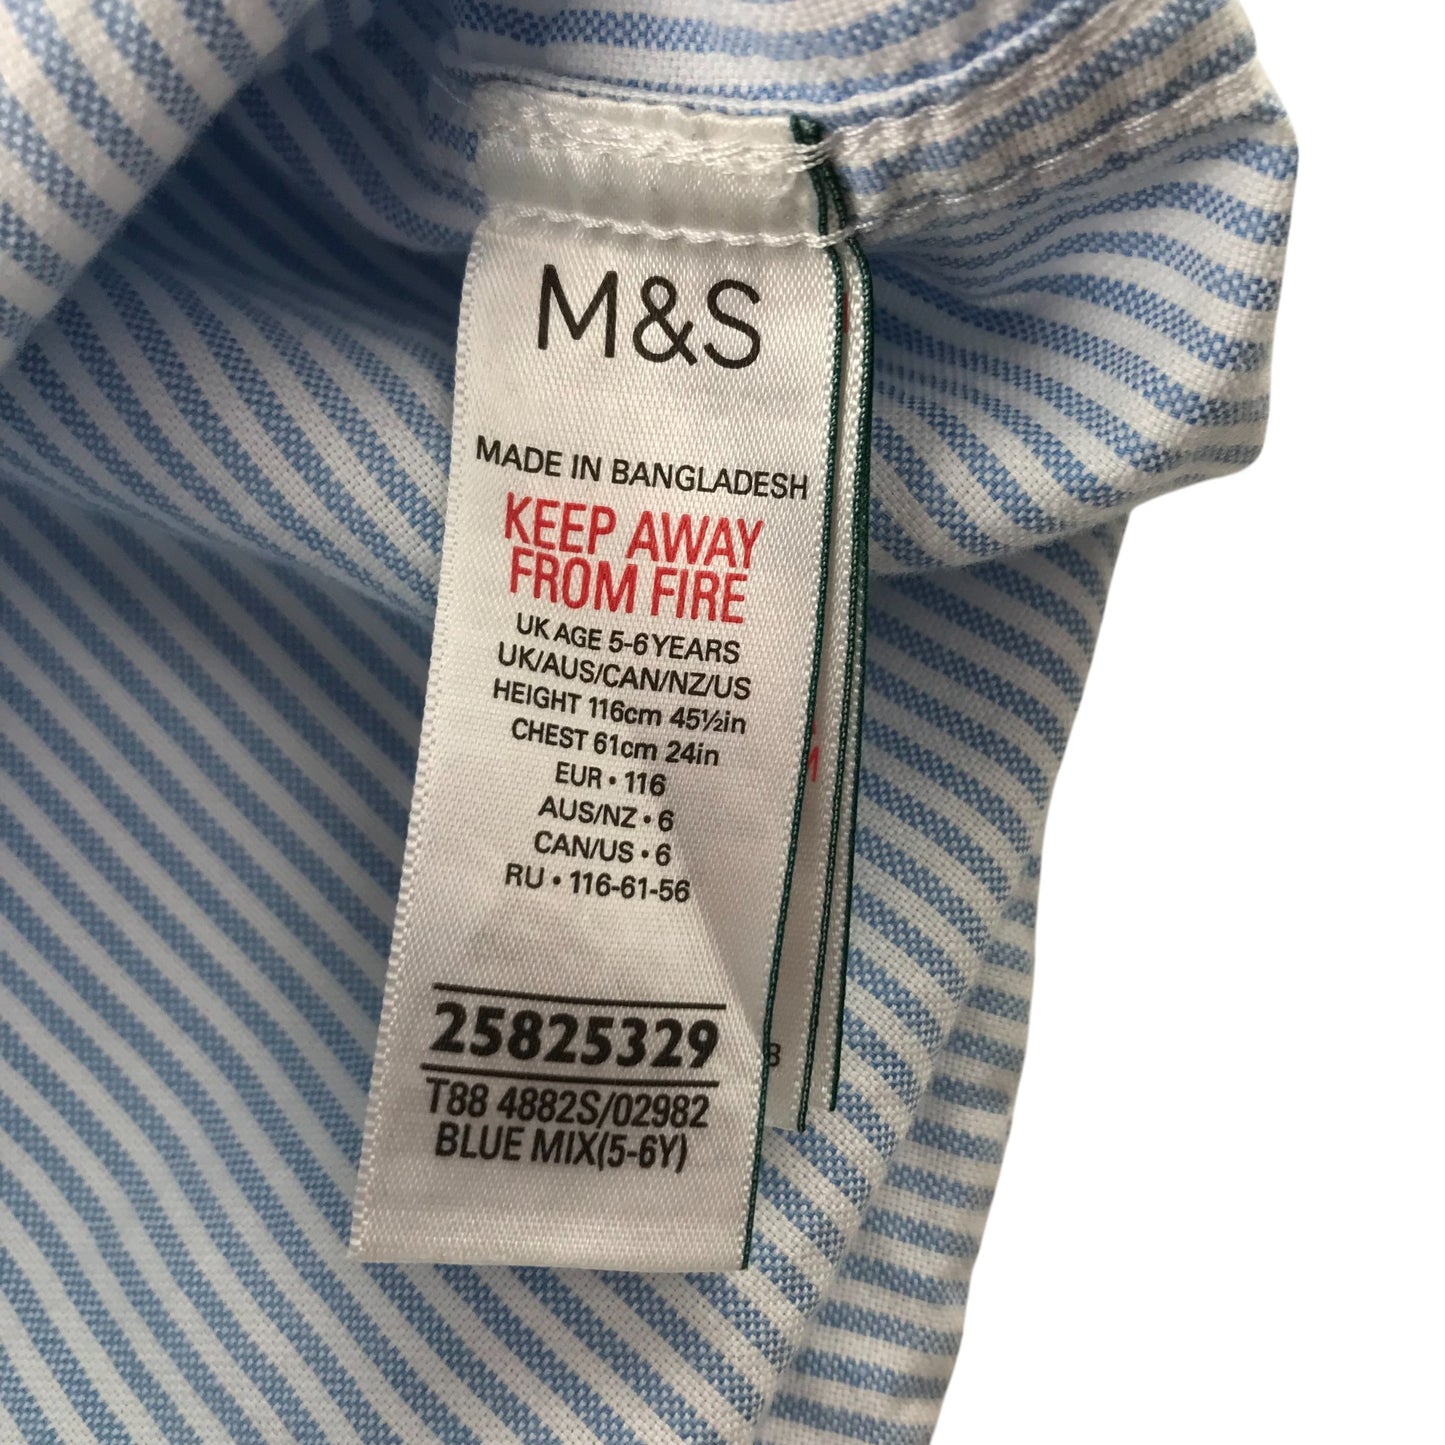 M&S
MADE IN BANGLADESH
KEEP AWAY
FROM FIRE
UK AGE 5-6 YEARS
UK/AUS/CAN/NZ/US
HEIGHT 116cm 45½in
CHEST 61cm 24in
EUR • 116
AUS/NZ • 6
CAN/US • 6
RU • 116-61-56
25825329
T88 4882S/02982
BLUE MIX(5-6Y)